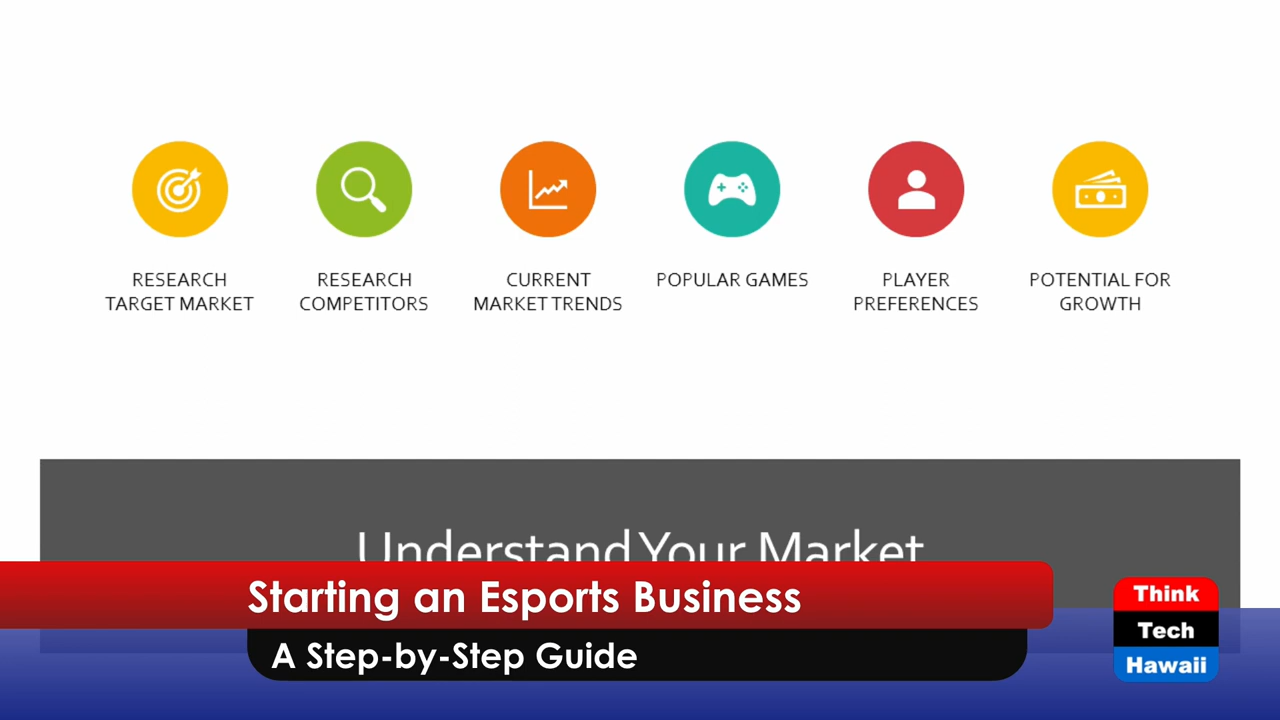 RESEARCH
TARGET MARKET
RESEARCH
COMPETITORS
CURRENT
MARKET TRENDS
POPULAR GAMES
PLAYER
PREFERENCES
POTENTIAL FOR
GROWTH
Understand Your Market
Starting an Esports Business
A Step-by-Step Guide
Think
Tech
Hawaii